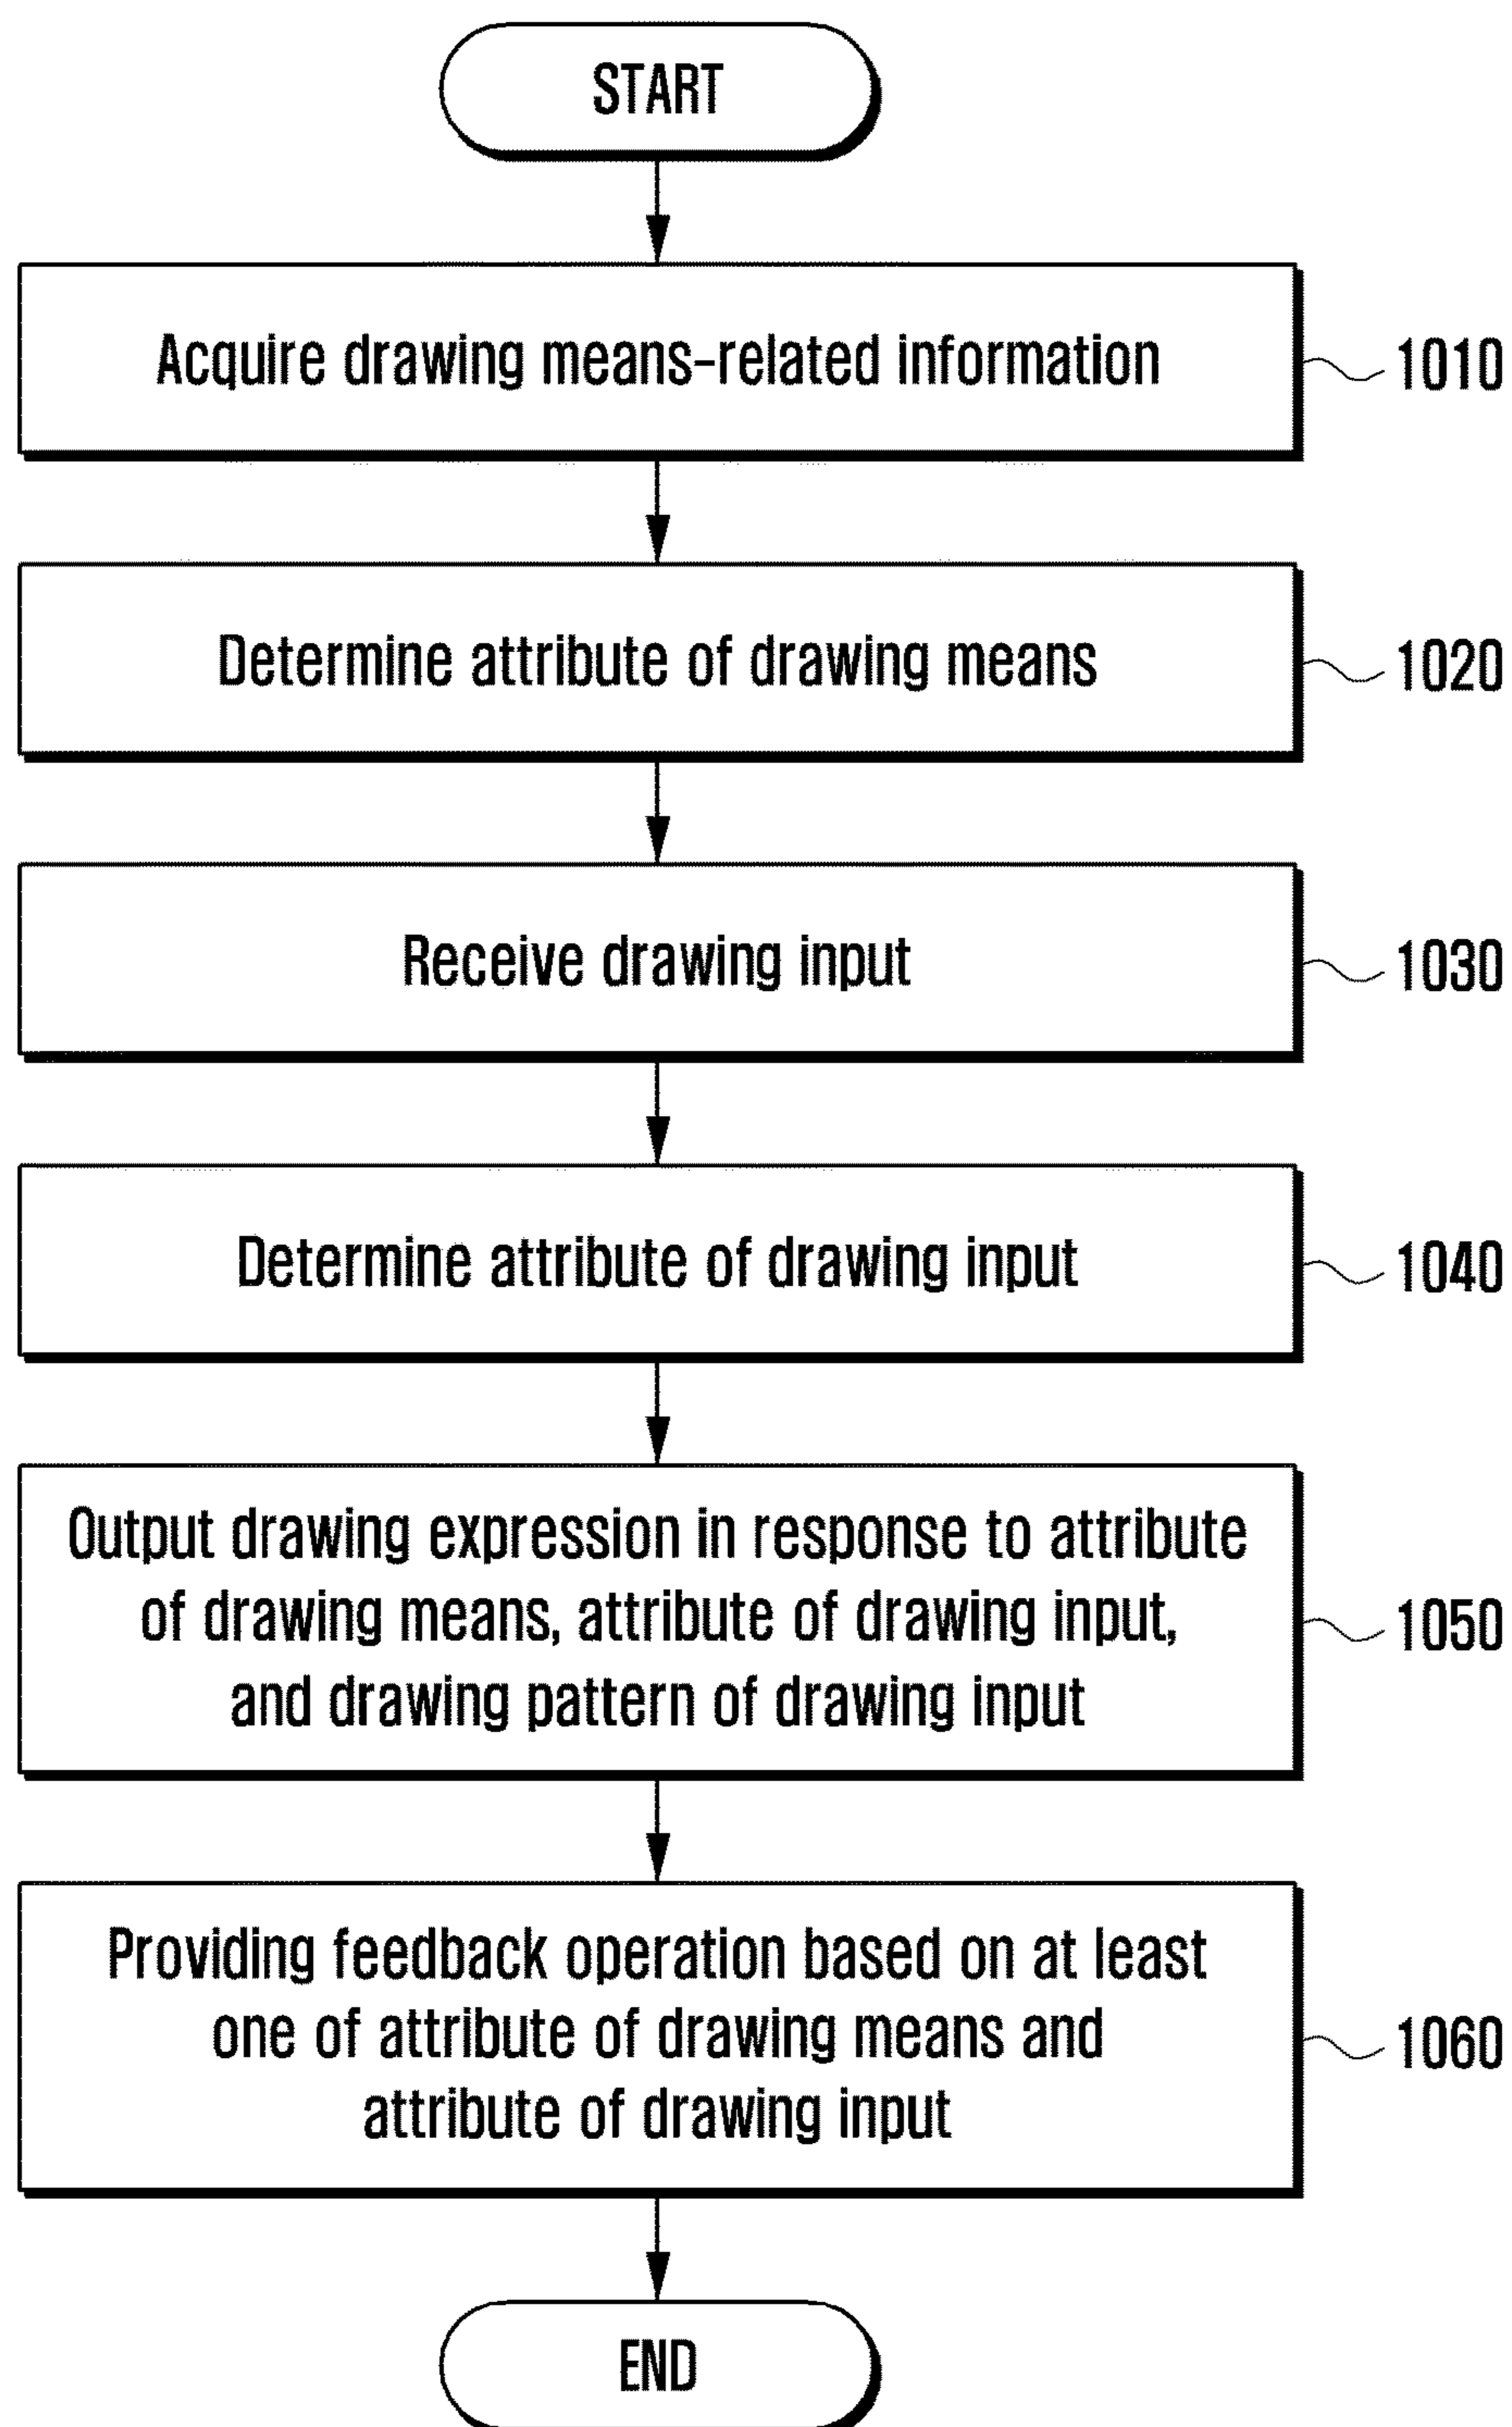 START
Acquire drawing means-related information
1010
Determine attribute of drawing means
1020
Receive drawing input
1030
Determine attribute of drawing input
1040
Output drawing expression in response to attribute
of drawing means, attribute of drawing input,
and drawing pattern of drawing input
1050
Providing feedback operation based on at least
one of attribute of drawing means and
attribute of drawing input
1060
END